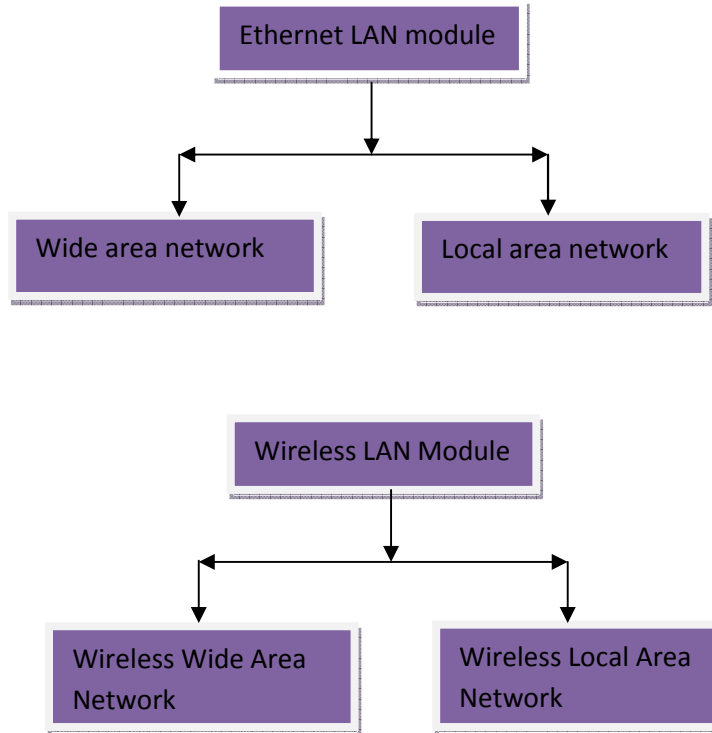 Ethernet LAN module
Wide area network
Local area network
Wireless LAN Module
Wireless Wide Area
Network
Wireless Local Area
Network